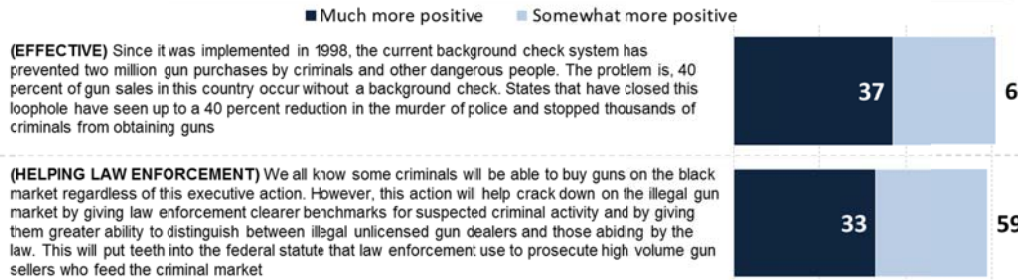 Much more positive Somewhat more positive
(EFFECTIVE) Since it was implemented in 1998, the current background check system has
prevented two million gun purchases by criminals and other dangerous people. The problem is, 40
percent of gun sales in this country occur without a background check. States that have closed this
loophole have seen up to a 40 percent reduction in the murder of police and stopped thousands of
criminals from obtaining guns
37
6
(HELPING LAW ENFORCEMENT) We all know some criminals will be able to buy guns on the black
market regardless of this executive action. However, this action will help crack down on the illegal gun
market by giving law enforcement clearer benchmarks for suspected criminal activity and by giving
them greater ability to distinguish between illegal unlicensed gun dealers and those abiding by the
law. This will put teeth into the federal statute that law enforcement use to prosecute high volume gun
sellers who feed the criminal market
33
59